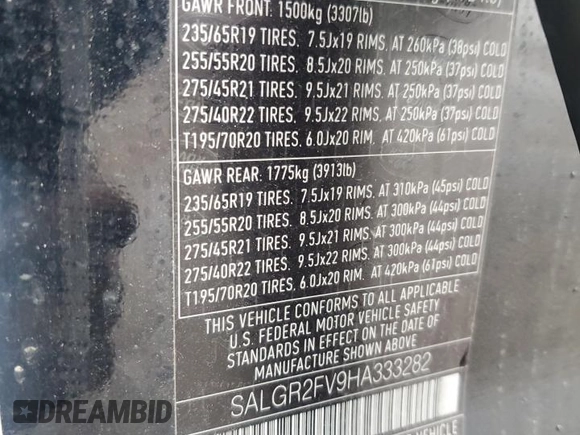 GAWR FRONT: 1500kg (3307lb)
235/65R19 TIRES, 7.5Jx19 RIMS, AT 260kPa (38psi) COLD
255/55R20 TIRES, 8.5Jx20 RIMS, AT 250kPa (37psi) COLD
275/45R21 TIRES, 9.5Jx21 RIMS, AT 250kPa (37psi) COLD
275/40R22 TIRES, 9.5Jx22 RIMS, AT 250kPa (37psi) COLD
T195/70R20 TIRES, 6.0Jx20 RIM, AT 420kPa (61psi) COLD
GAWR REAR: 1775kg (3913lb)
235/65R19 TIRES, 7.5Jx19 RIMS, AT 310kPa (45psi) COLD
255/55R20 TIRES, 8.5Jx20 RIMS, AT 300kPa (44psi) COLD
275/45R21 TIRES, 9.5Jx21 RIMS, AT 300kPa (44psi) COLD
275/40R22 TIRES, 9.5Jx22 RIMS, AT 300kPa (44psi) COLD
T195/70R20 TIRES, 6.0Jx20 RIM, AT 420kPa (61psi) COLD
THIS VEHICLE CONFORMS TO ALL APPLICABLE
U.S. FEDERAL MOTOR VEHICLE SAFETY
STANDARDS IN EFFECT ON THE DATE OF
MANUFACTURE SHOWN ABOVE
SALGR2FV9HA333282
VEHICLE
DREAMBID